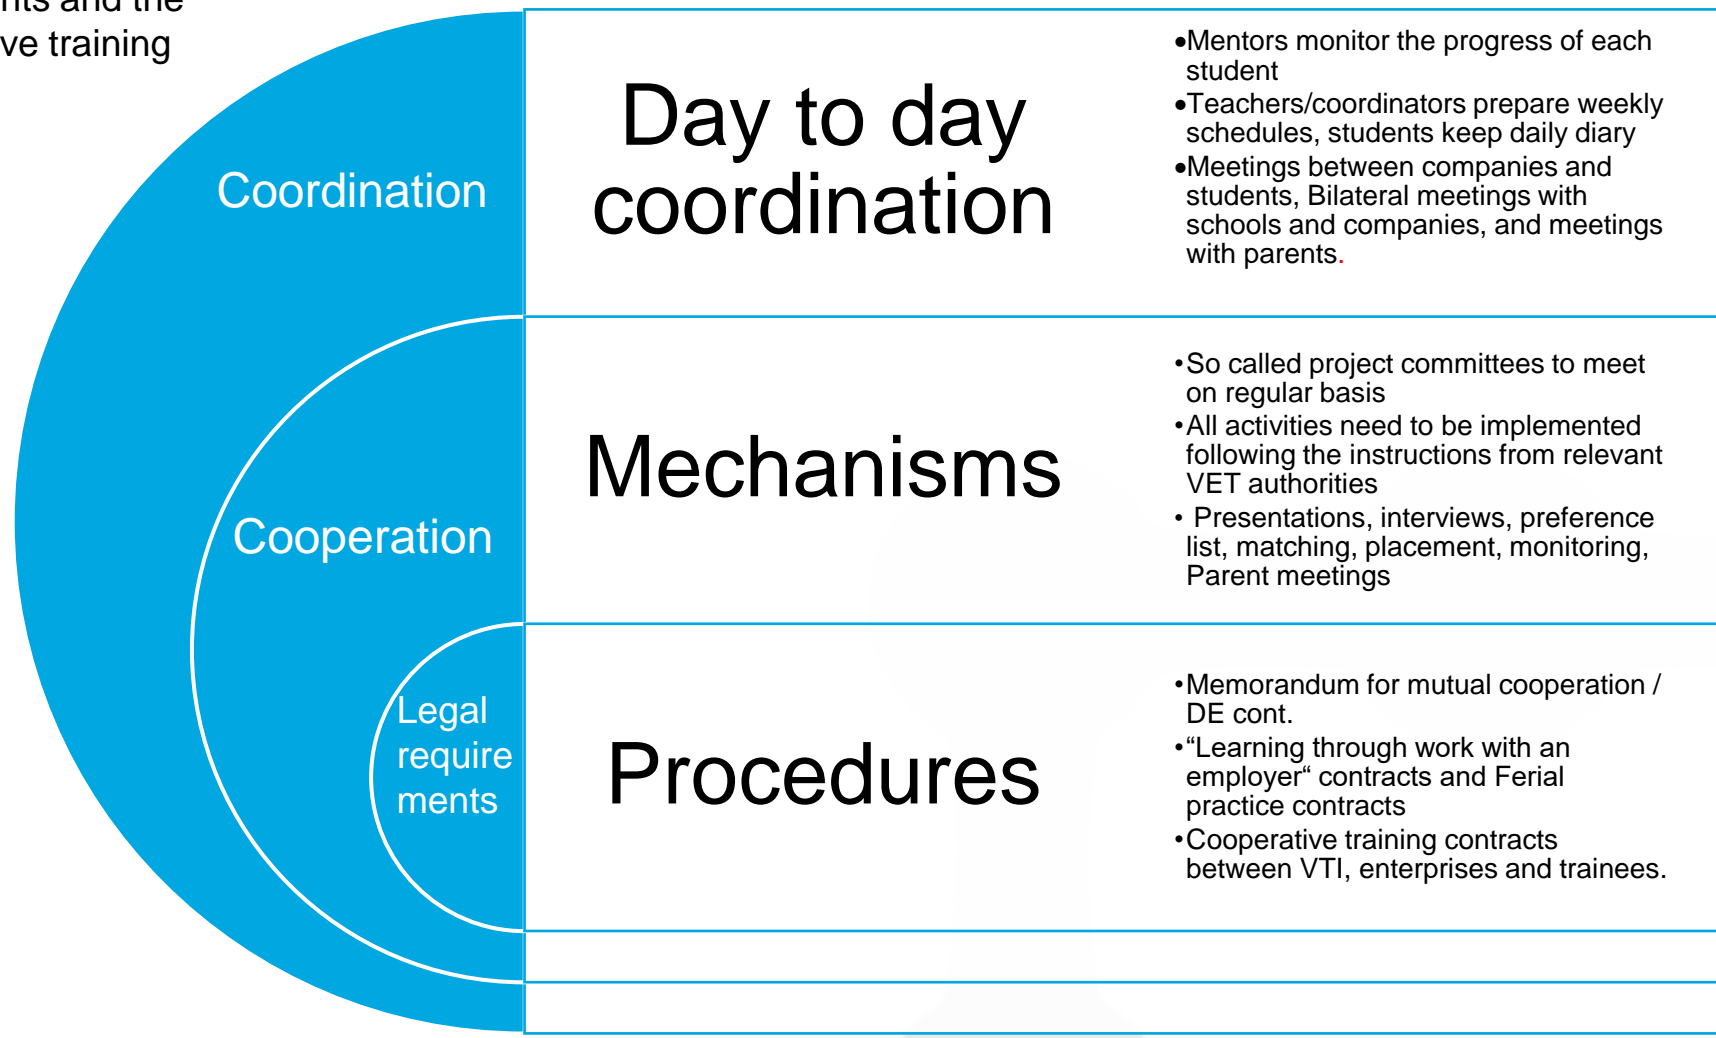 nts and the
ve training
Coordination
Day to day
coordination
•Mentors monitor the progress of each
student
•Teachers/coordinators prepare weekly
schedules, students keep daily diary
•Meetings between companies and
students, Bilateral meetings with
schools and companies, and meetings
with parents.
Cooperation
Mechanisms
•So called project committees to meet
on regular basis
•All activities need to be implemented
following the instructions from relevant
VET authorities
• Presentations, interviews, preference
list, matching, placement, monitoring,
Parent meetings
Legal
require
ments
Procedures
•Memorandum for mutual cooperation /
DE cont.
•“Learning through work with an
employer“ contracts and Ferial
practice contracts
•Cooperative training contracts
between VTI, enterprises and trainees.